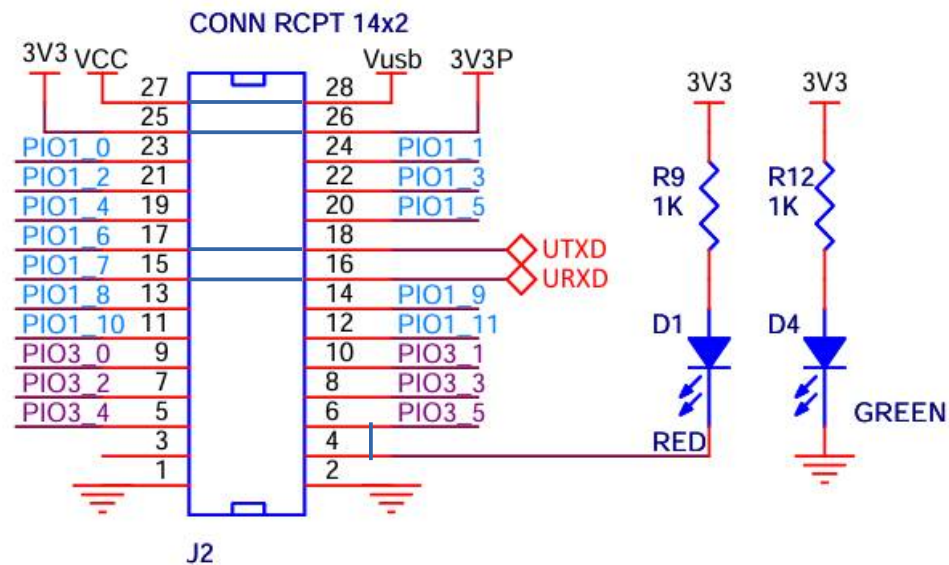 CONN RCPT 14x2
3V3 VCC Vusb 3V3P
27 28
25 26
PIO1_0 23 24 PIO1_1
PIO1_2 21 22 PIO1_3
PIO1_4 19 20 PIO1_5
PIO1_6 17 18 UTXD
PIO1_7 15 16 URXD
PIO1_8 13 14 PIO1_9
PIO1_10 11 12 PIO1_11
PIO3_0 9 10 PIO3_1
PIO3_2 7 8 PIO3_3
PIO3_4 5 6 PIO3_5
3 4
1 2
J2
3V3 3V3
R9 R12
1K 1K
D1 D4
RED GREEN